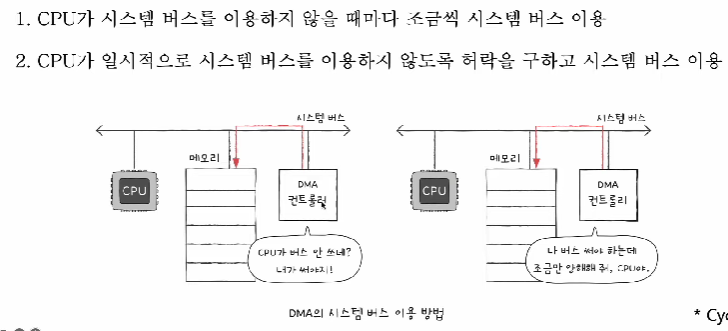 1. CPU가 시스템 버스를 이용하지 않을 때마다 조금씩 시스템 버스 이용
2. CPU가 일시적으로 시스템 버스를 이용하지 않도록 허락을 구하고 시스템 버스 이용
시스템 버스
메모리
CPU
DMA
컨트롤러
CPU가 버스 안 쓰네?
내가 써야지!
시스템 버스
메모리
CPU
DMA
컨트롤러
나 버스 써야 하는데
조금만 양해해 줘, CPU야.
DMA의 시스템 버스 이용 방법
* Cyc